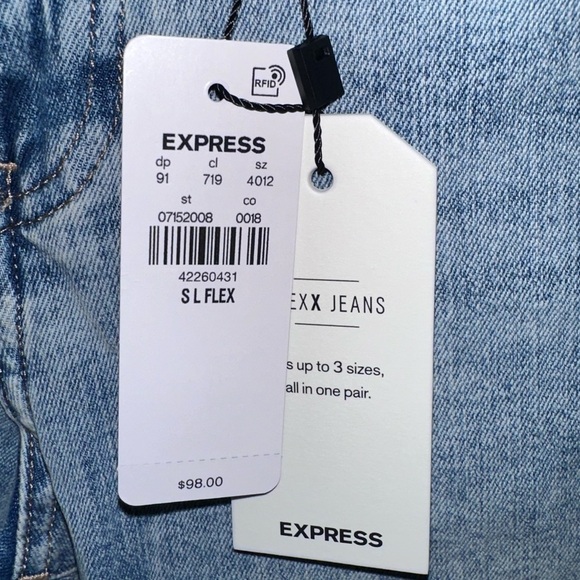 RFID
EXPRESS
dp cl sz
91 719 4012
st co
07152008 0018
42260431
S L FLEX
$98.00
EXX JEANS
s up to 3 sizes,
all in one pair.
EXPRESS